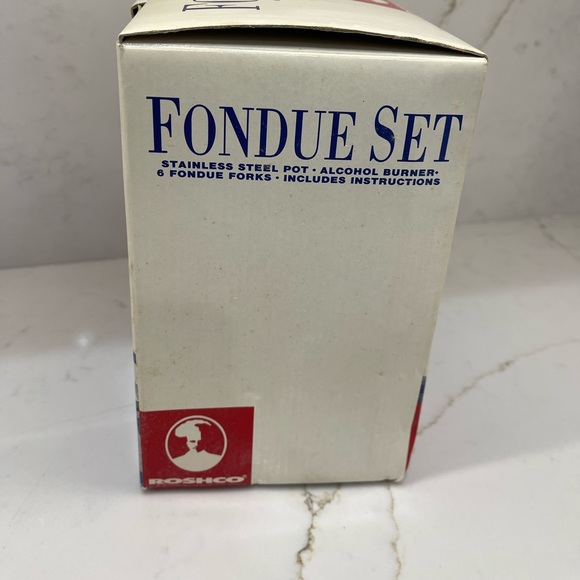 FONDUE SET
STAINLESS STEEL POT · ALCOHOL BURNER·
6 FONDUE FORKS · INCLUDES INSTRUCTIONS
ROSHCO®